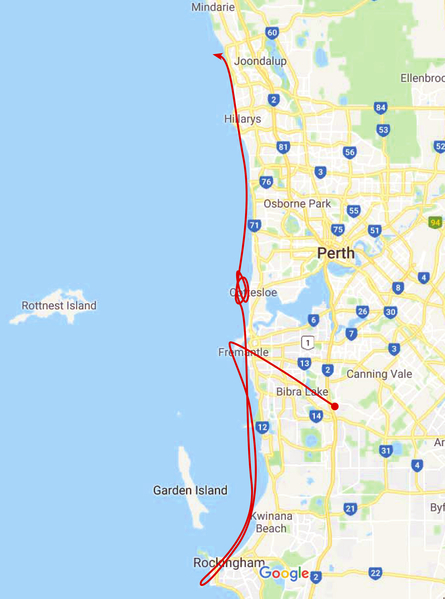 Mindarie
60
Joondalup
Ellenbroo
2
84
Hillarys
53
81
56
52
3
76
Osborne Park
55
71
75
51
94
Perth
4
8
Cottesloe
Rottnest Island
26
30
6
7
1
Fremantle
3
13
2
Canning Vale
Bibra Lake
14
12
Ar
31
4
Garden Island
21
Byf
Kwinana
Beach
Rockingham
Google
2
22